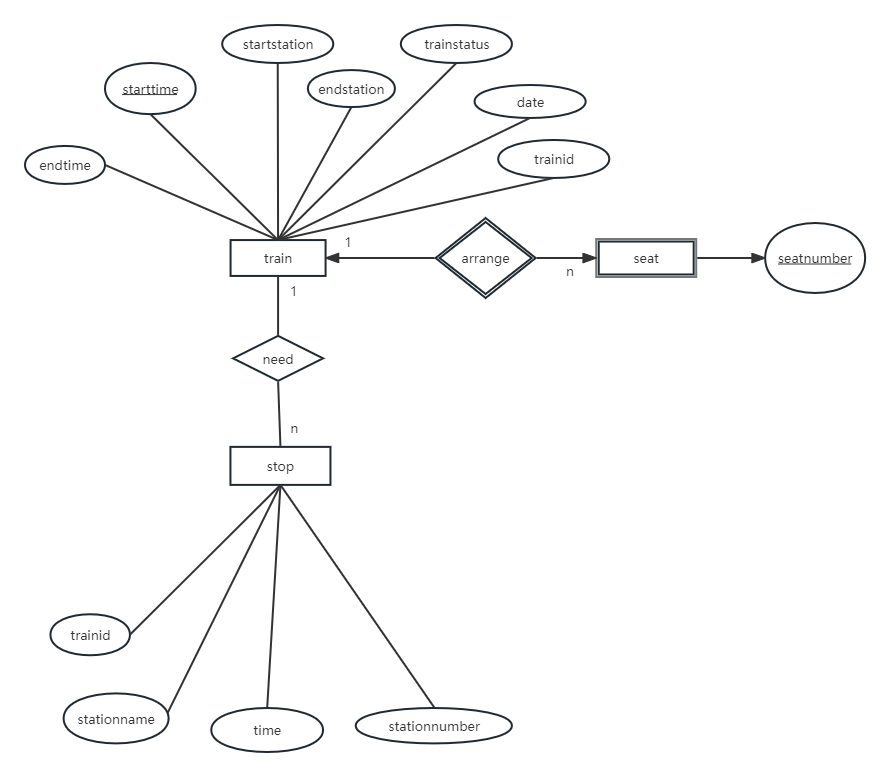 startstation
trainstatus
starttime
endstation
date
endtime
trainid
train
1
arrange
n
seat
seatnumber
1
need
n
stop
trainid
stationname
time
stationnumber